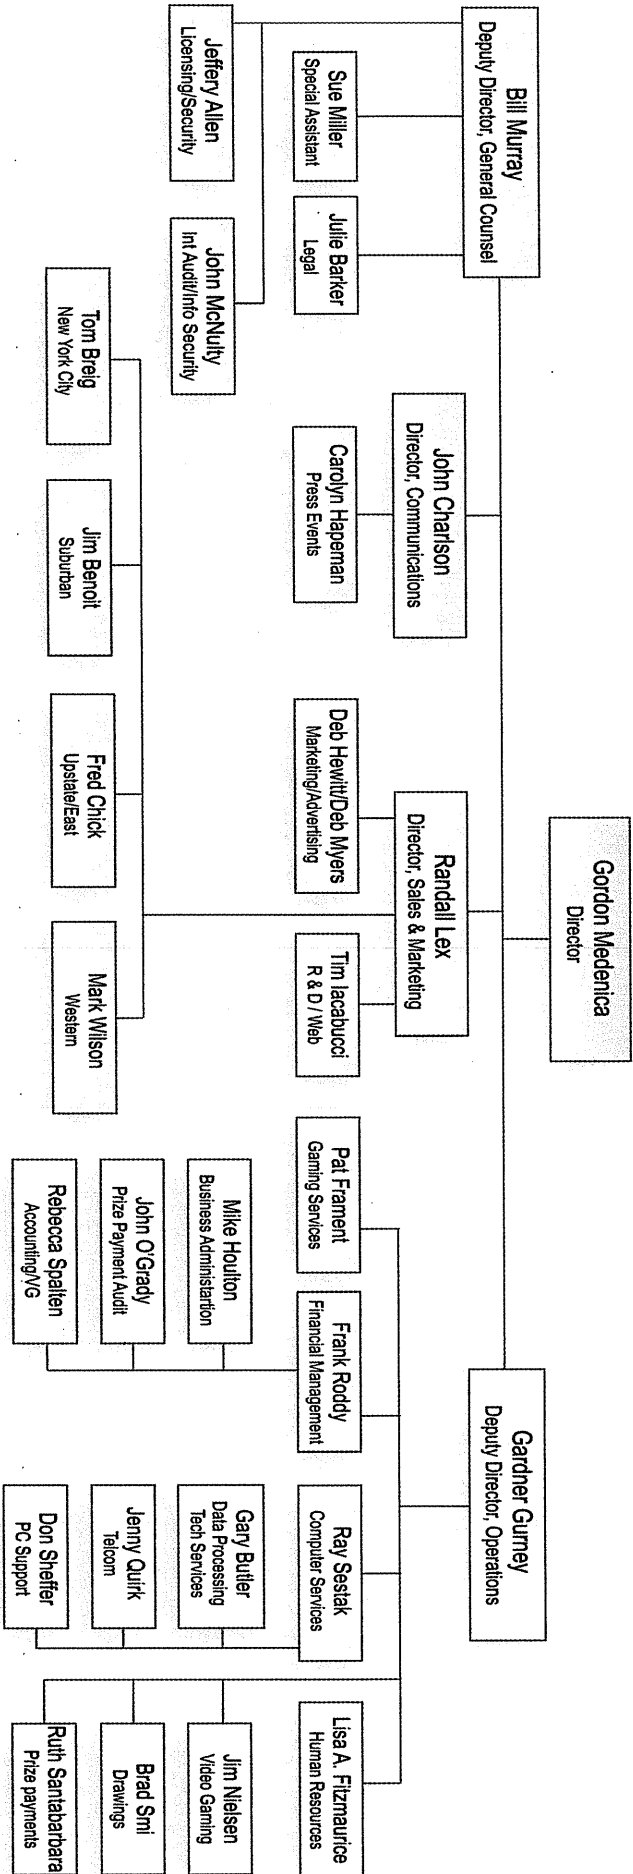 Gordon Medenica
Director
Bill Murray
Deputy Director, General Counsel
Sue Miller
Special Assistant
Julie Barker
Legal
Jeffery Allen
Licensing/Security
John McNulty
Int Audit/Info Security
John Charlson
Director, Communications
Carolyn Hapeman
Press Events
Randall Lex
Director, Sales & Marketing
Deb Hewitt/Deb Myers
Marketing/Advertising
Tim Iacabucci
R & D / Web
Tom Breig
New York City
Jim Benoit
Suburban
Fred Chick
Upstate/East
Mark Wilson
Western
Gardner Gurney
Deputy Director, Operations
Pat Frament
Gaming Services
Frank Roddy
Financial Management
Mike Houlton
Business Administartion
John O'Grady
Prize Payment Audit
Rebecca Spalten
Accounting/VG
Ray Sestak
Computer Services
Gary Butler
Data Processing
Tech Services
Jenny Quirk
Telcom
Don Sheffer
PC Support
Lisa A. Fitzmaurice
Human Resources
Jim Nielsen
Video Gaming
Brad Smi
Drawings
Ruth Santabarbara
Prize payments